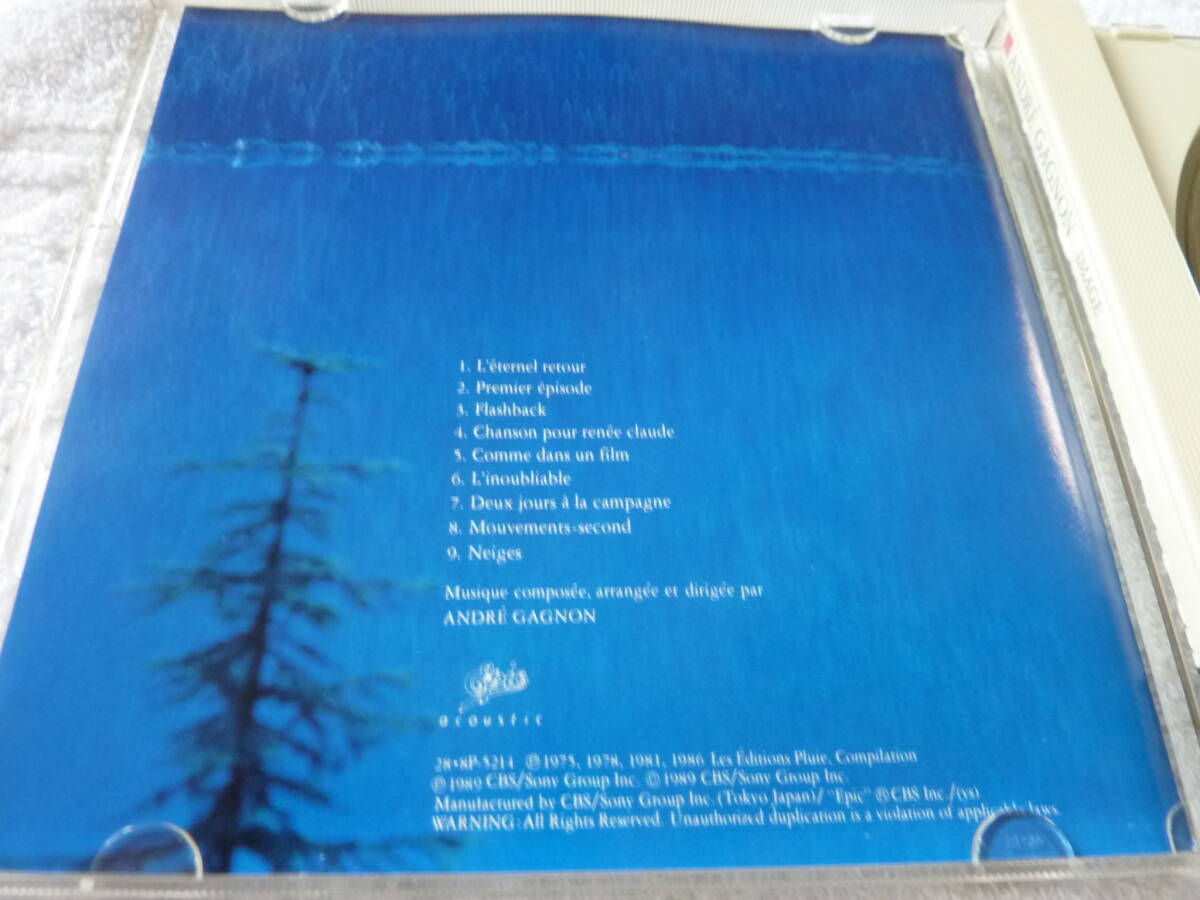 ANDRÉ GAGNON IMAGE
1. L'éternel retour
2. Premier épisode
3. Flashback
4. Chanson pour renée claude
5. Comme dans un film
6. L'inoubliable
7. Deux jours à la campagne
8. Mouvements-second
9. Neiges
Musique composée, arrangée et dirigée par
ANDRÉ GAGNON
Epic
acoustic
28•8P-5214 ℗1975, 1978, 1981, 1986 Les Éditions Pluie, Compilation
℗1989 CBS/Sony Group Inc. ©1989 CBS/Sony Group Inc.
Manufactured by CBS/Sony Group Inc. (Tokyo Japan)/ "Epic" ®CBS Inc./(ys)
WARNING: All Rights Reserved. Unauthorized duplication is a violation of applicable laws.